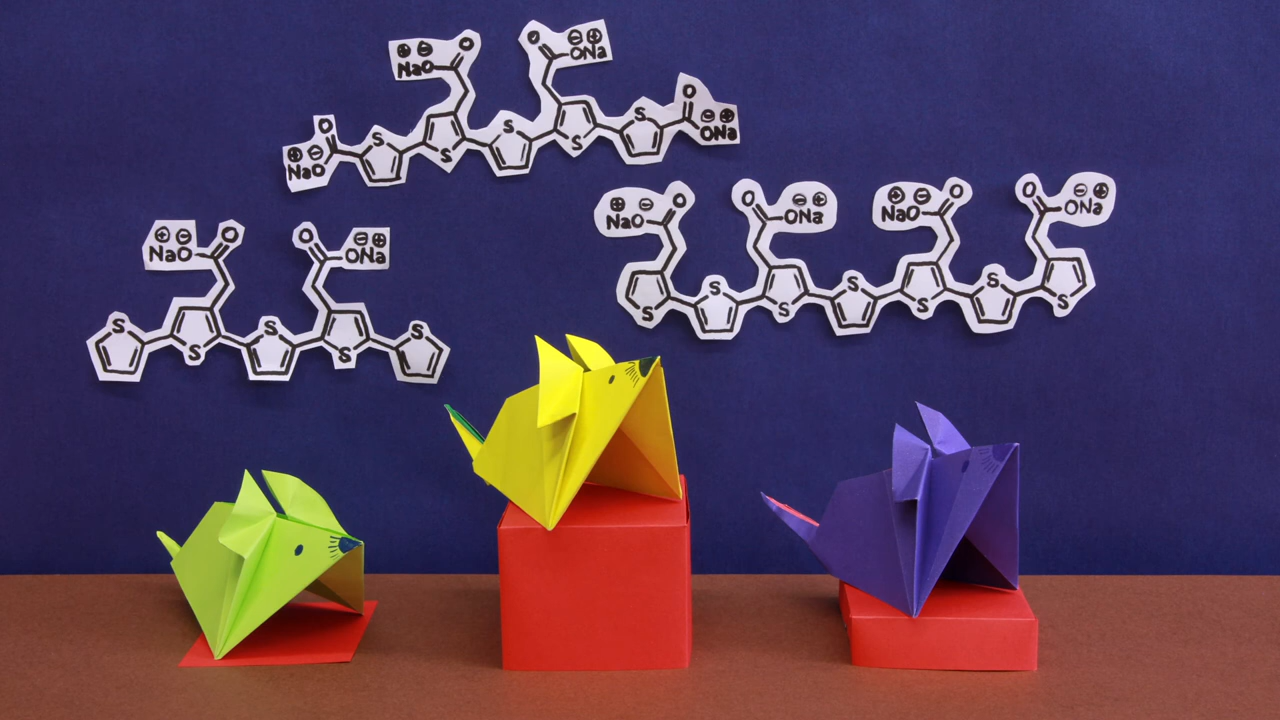 ⊕ ⊖ O O ⊖ ⊕
NaO ONa
O O
⊕ ⊖ ⊖ ⊕
NaO S S S S S ONa
⊕ ⊖ O O ⊖ ⊕
NaO ONa
S S S S S
⊕ ⊖ O O ⊖ ⊕ ⊕ ⊖ O O ⊖ ⊕
NaO ONa NaO ONa
S S S S S S S